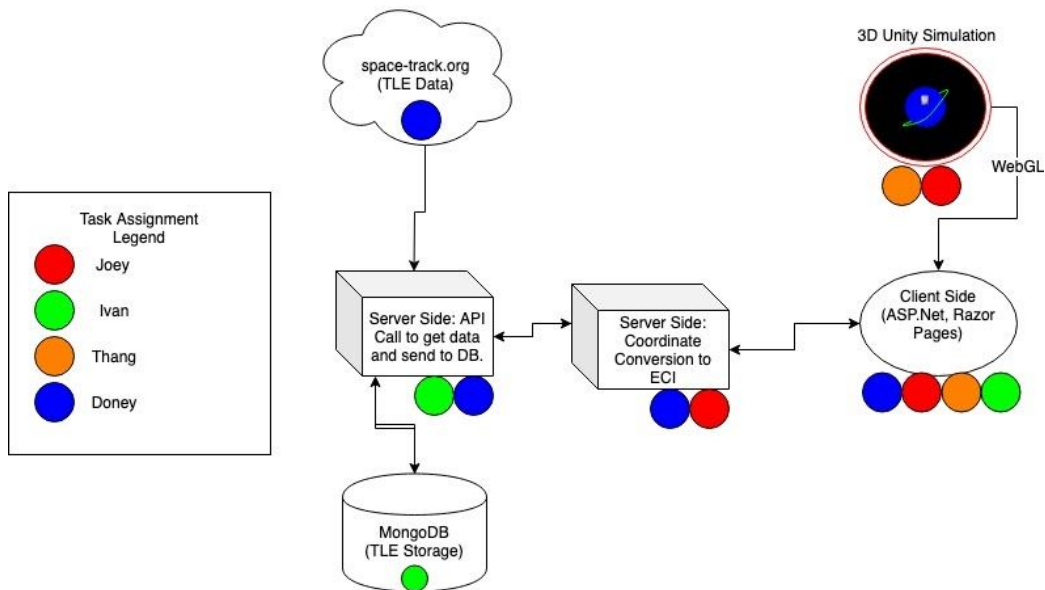 space-track.org
(TLE Data)
3D Unity Simulation
WebGL
Task Assignment
Legend
Joey
Ivan
Thang
Doney
Server Side: API
Call to get data
and send to DB.
Server Side:
Coordinate
Conversion to
ECI
Client Side
(ASP.Net, Razor
Pages)
MongoDB
(TLE Storage)